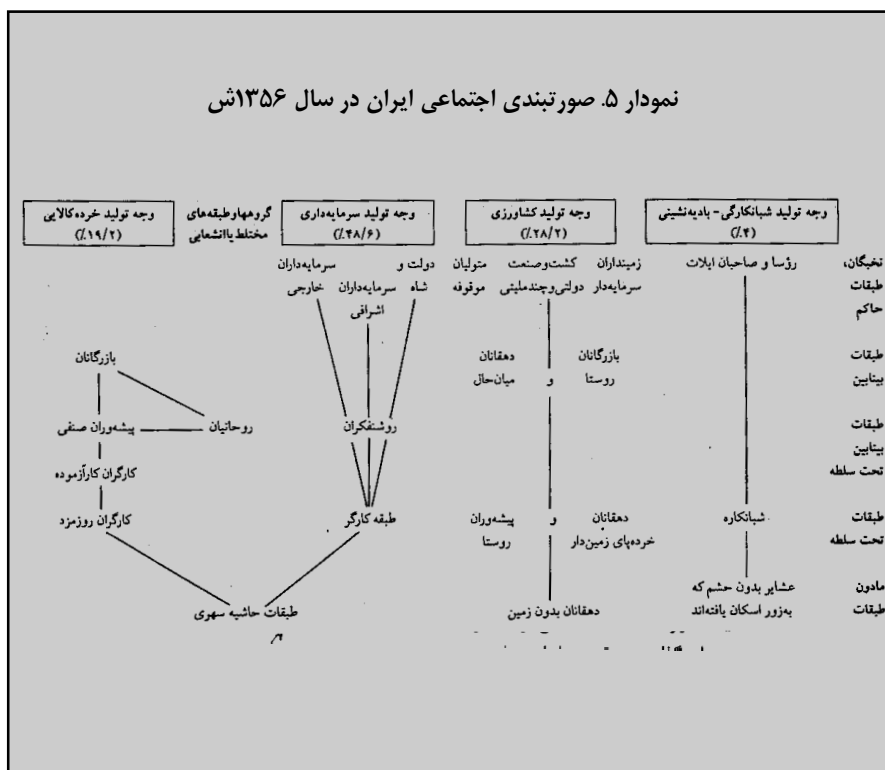 نمودار ۵. صورتبندی اجتماعی ایران در سال ۱۳۵۶ش
وجه تولید شبانکارگی - بادیه‌نشینی
(٪۴)
وجه تولید کشاورزی
(٪۲۸/۲)
وجه تولید سرمایه‌داری
(٪۴۸/۶)
گروهها و طبقه‌های
مختلط یا انشعابی
وجه تولید خرده‌کالایی
(٪۱۹/۲)
نخبگان،
طبقات
حاکم
رؤسا و صاحبان ایلات
زمینداران کشت‌وصنعت متولیان
سرمایه‌دار دولتی‌وچندملیتی موقوفه
دولت و سرمایه‌داران
شاه سرمایه‌داران خارجی
اشرافی
طبقات
بینابین
بازرگانان دهقانان
روستا و میان‌حال
بازرگانان
طبقات
بینابین
تحت سلطه
روشنفکران
روحانیان
پیشه‌وران صنفی
کارگران کارآزموده
طبقات
تحت سلطه
شبانکاره
دهقانان و پیشه‌وران
خرده‌پای زمین‌دار روستا
طبقه کارگر
کارگران روزمزد
مادون
طبقات
عشایر بدون حشم که
به‌زور اسکان یافته‌اند
دهقانان بدون زمین
طبقات حاشیه سهری